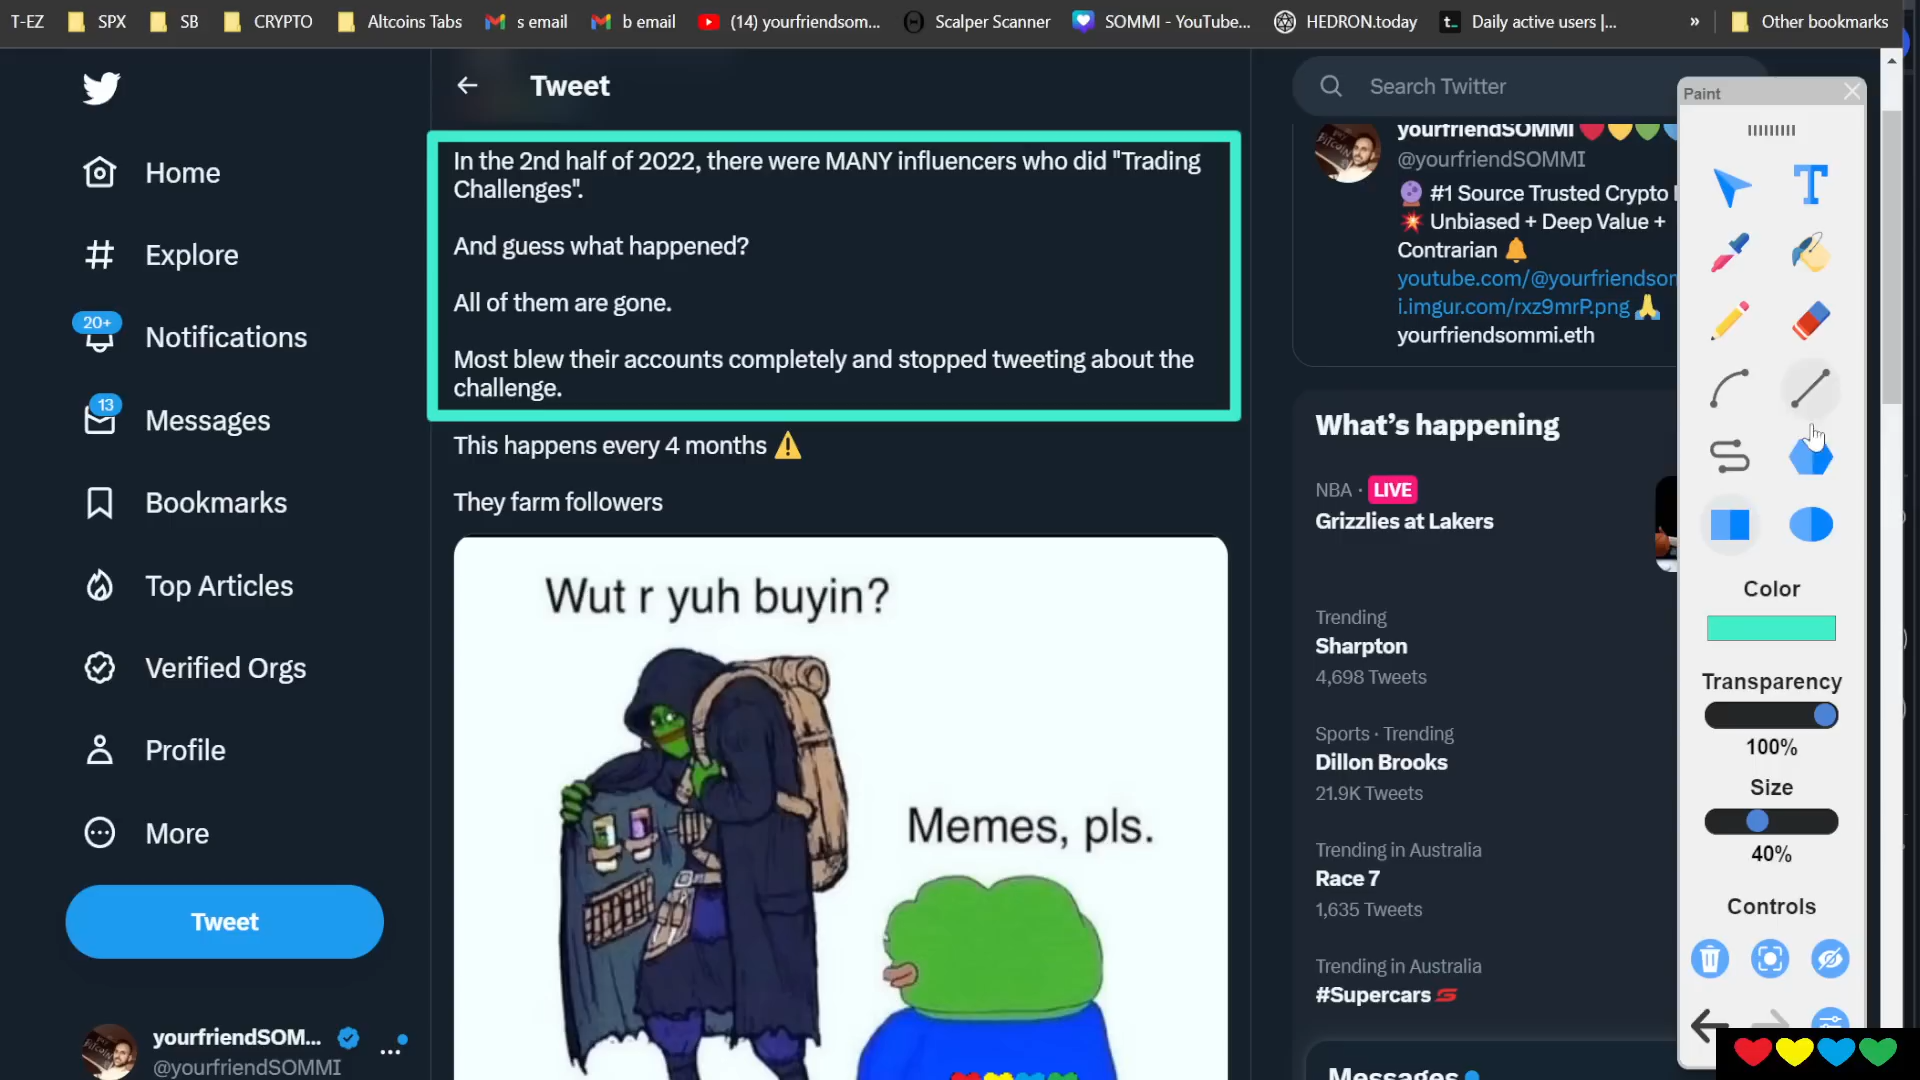 T-EZ SPX SB CRYPTO Altcoins Tabs s email b email (14) yourfriendsom... Scalper Scanner SOMMI - YouTube... HEDRON.today t. Daily active users |... » Other bookmarks
Home
Explore
20+
Notifications
13
Messages
Bookmarks
Top Articles
Verified Orgs
Profile
More
Tweet
yourfriendSOM...
@yourfriendSOMMI
Tweet
In the 2nd half of 2022, there were MANY influencers who did "Trading
Challenges".
And guess what happened?
All of them are gone.
Most blew their accounts completely and stopped tweeting about the
challenge.
This happens every 4 months ⚠️
They farm followers
Wut r yuh buyin?
Memes, pls.
Search Twitter
yourfriendSOMMI ❤️💛💚
@yourfriendSOMMI
🔮 #1 Source Trusted Crypto
💥 Unbiased + Deep Value +
Contrarian 🔔
youtube.com/@yourfriendsom
i.imgur.com/rxz9mrP.png 🙏
yourfriendsommi.eth
What's happening
NBA · LIVE
Grizzlies at Lakers
Trending
Sharpton
4,698 Tweets
Sports · Trending
Dillon Brooks
21.9K Tweets
Trending in Australia
Race 7
1,635 Tweets
Trending in Australia
#Supercars
Messages
Paint
T
Color
Transparency
100%
Size
40%
Controls